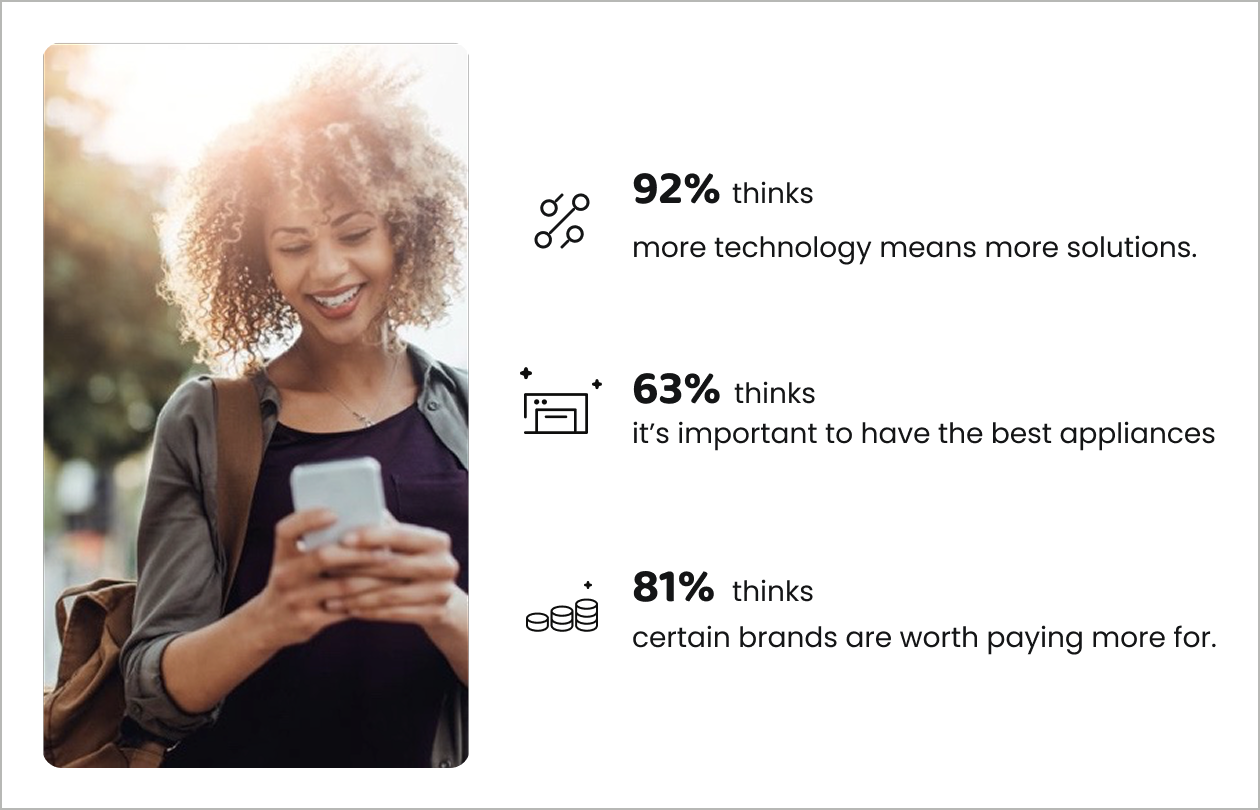 92% thinks
more technology means more solutions.
63% thinks
it’s important to have the best appliances
81% thinks
certain brands are worth paying more for.